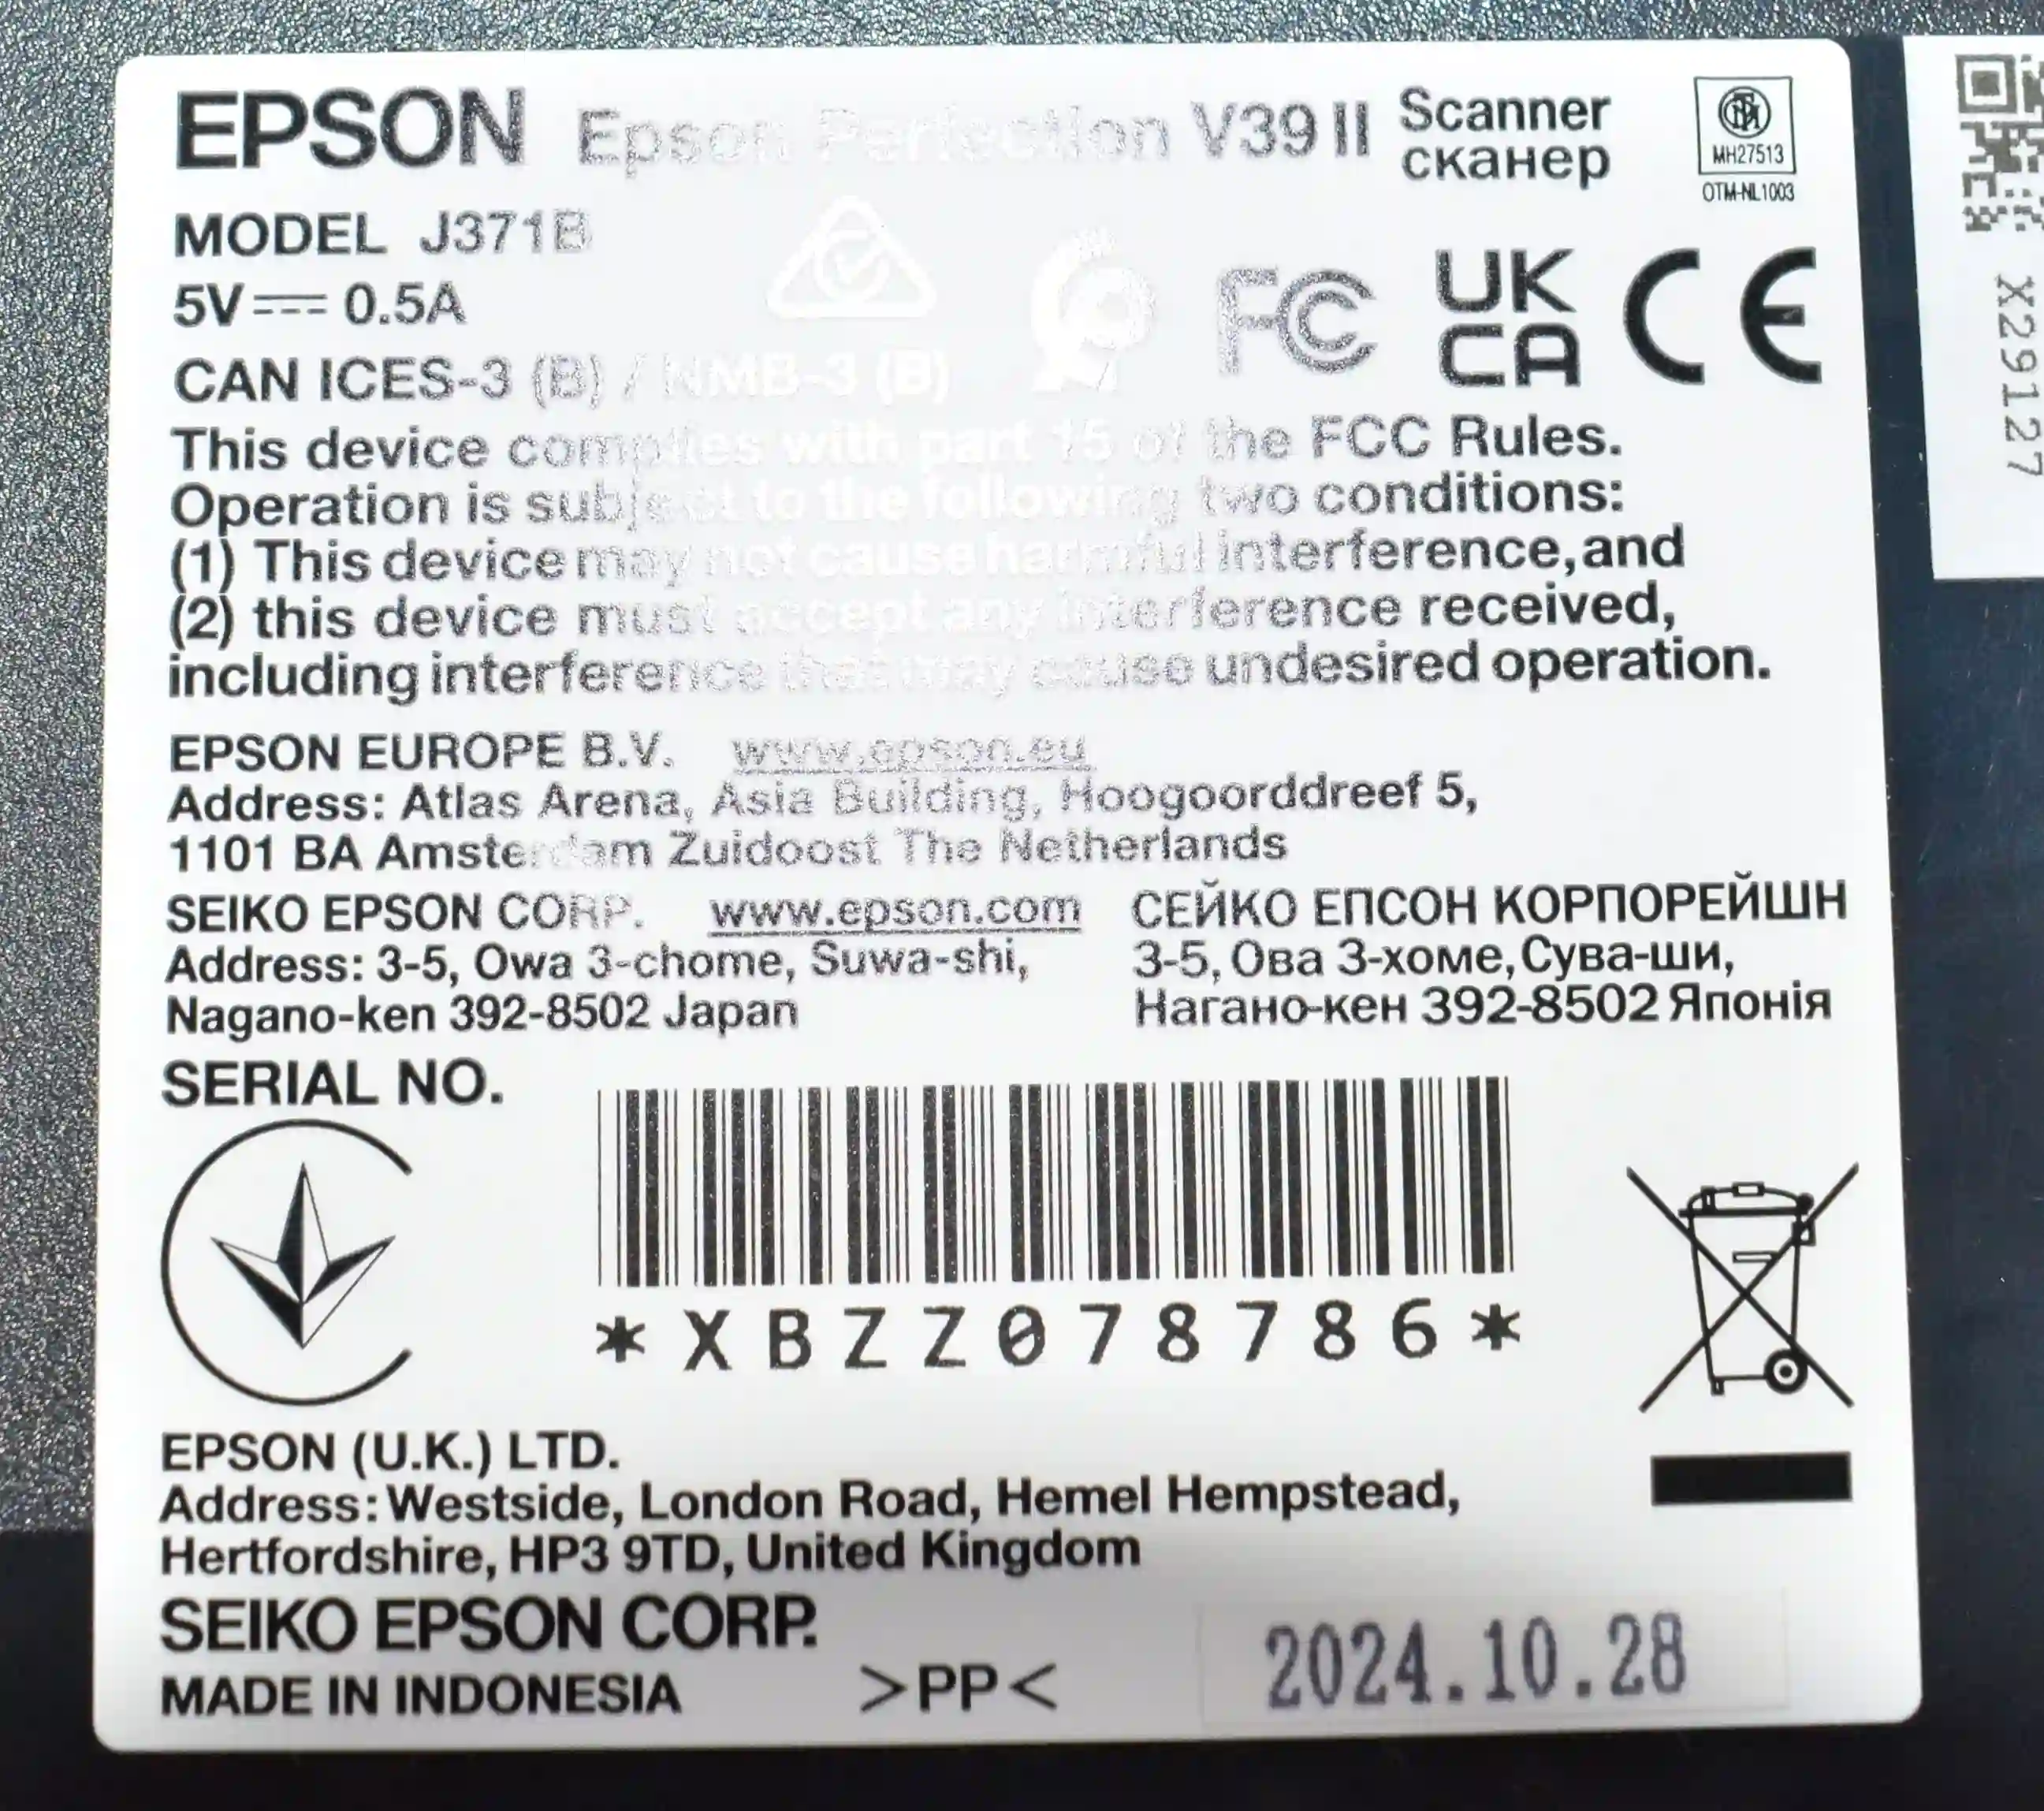 EPSON Epson Perfection V39 II Scanner
сканер
MH27513
OTM-NL1003
MODEL J371B
5V 0.5A
CAN ICES-3 (B) / NMB-3 (B)
FC UK CA CE
This device complies with part 15 of the FCC Rules.
Operation is subject to the following two conditions:
(1) This device may not cause harmful interference,and
(2) this device must accept any interference received,
including interference that may cause undesired operation.
EPSON EUROPE B.V. www.epson.eu
Address: Atlas Arena, Asia Building, Hoogoorddreef 5,
1101 BA Amsterdam Zuidoost The Netherlands
SEIKO EPSON CORP. www.epson.com
Address: 3-5, Owa 3-chome, Suwa-shi,
Nagano-ken 392-8502 Japan
СЕЙКО ЕПСОН КОРПОРЕЙШН
3-5, Ова 3-хоме, Сува-ши,
Нагано-кен 392-8502 Японія
SERIAL NO.
*XBZZ078786*
EPSON (U.K.) LTD.
Address: Westside, London Road, Hemel Hempstead,
Hertfordshire, HP3 9TD, United Kingdom
SEIKO EPSON CORP.
MADE IN INDONESIA >PP< 2024.10.28
X29127